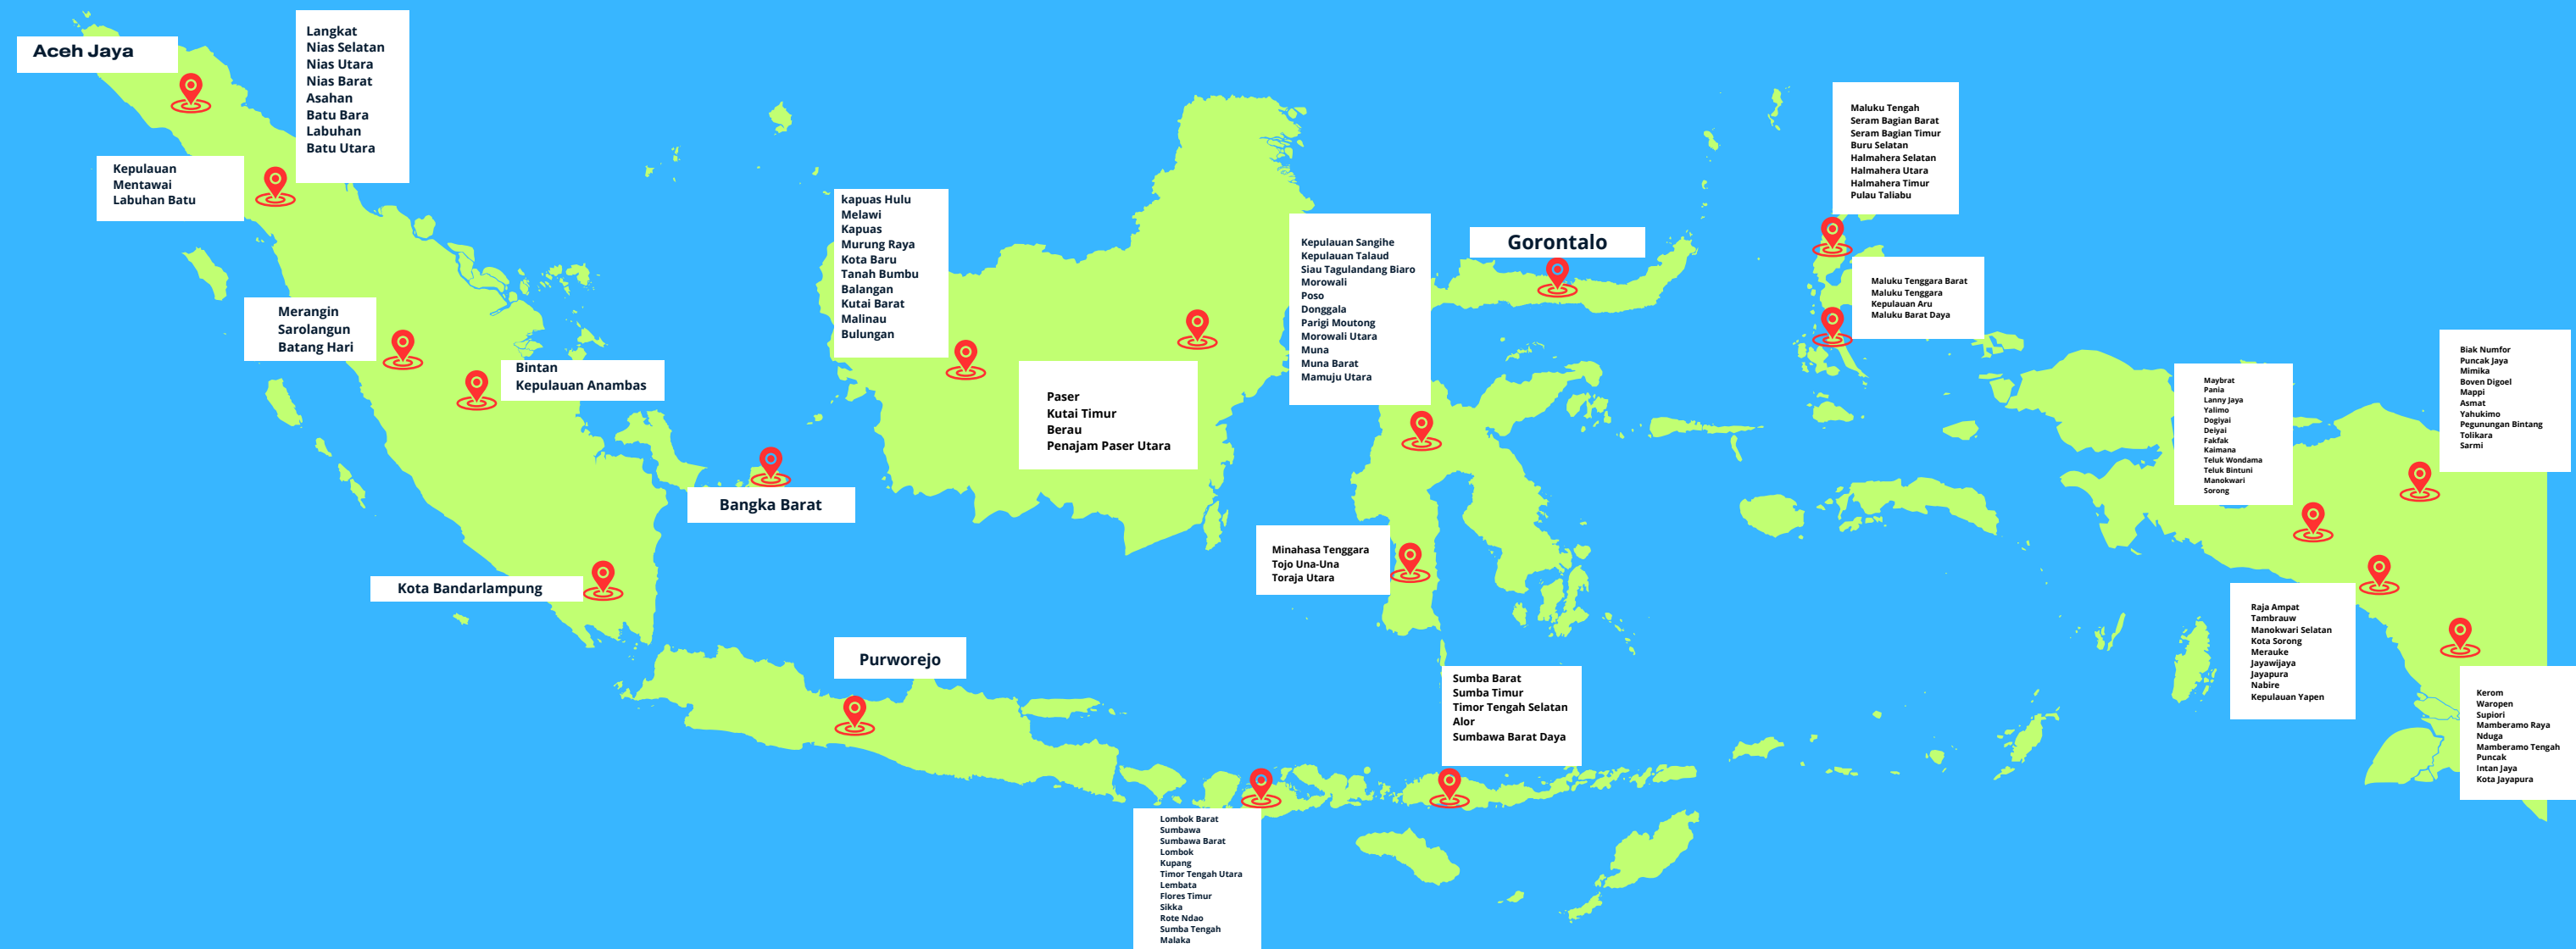 Aceh Jaya
Langkat
Nias Selatan
Nias Utara
Nias Barat
Asahan
Batu Bara
Labuhan
Batu Utara
Kepulauan
Mentawai
Labuhan Batu
Merangin
Sarolangun
Batang Hari
Bintan
Kepulauan Anambas
Bangka Barat
Kota Bandarlampung
Purworejo
kapuas Hulu
Melawi
Kapuas
Murung Raya
Kota Baru
Tanah Bumbu
Balangan
Kutai Barat
Malinau
Bulungan
Paser
Kutai Timur
Berau
Penajam Paser Utara
Kepulauan Sangihe
Kepulauan Talaud
Siau Tagulandang Biaro
Morowali
Poso
Donggala
Parigi Moutong
Morowali Utara
Muna
Muna Barat
Mamuju Utara
Gorontalo
Minahasa Tenggara
Tojo Una-Una
Toraja Utara
Sumba Barat
Sumba Timur
Timor Tengah Selatan
Alor
Sumbawa Barat Daya
Lombok Barat
Sumbawa
Sumbawa Barat
Lombok
Kupang
Timor Tengah Utara
Lembata
Flores Timur
Sikka
Rote Ndao
Sumba Tengah
Malaka
Maluku Tengah
Seram Bagian Barat
Seram Bagian Timur
Buru Selatan
Halmahera Selatan
Halmahera Utara
Halmahera Timur
Pulau Taliabu
Maluku Tenggara Barat
Maluku Tenggara
Kepulauan Aru
Maluku Barat Daya
Maybrat
Pania
Lanny Jaya
Yalimo
Dogiyai
Deiyai
Fakfak
Kaimana
Teluk Wondama
Teluk Bintuni
Manokwari
Sorong
Biak Numfor
Puncak Jaya
Mimika
Boven Digoel
Mappi
Asmat
Yahukimo
Pegunungan Bintang
Tolikara
Sarmi
Raja Ampat
Tambrauw
Manokwari Selatan
Kota Sorong
Merauke
Jayawijaya
Jayapura
Nabire
Kepulauan Yapen
Kerom
Waropen
Supiori
Mamberamo Raya
Nduga
Mamberamo Tengah
Puncak
Intan Jaya
Kota Jayapura